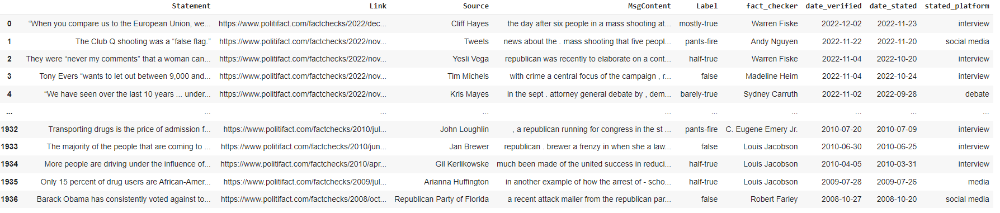 Statement Link Source MsgContent Label fact_checker date_verified date_stated stated_platform
0 “When you compare us to the European Union, we... https://www.politifact.com/factchecks/2022/dec... Cliff Hayes the day after six people in a mass shooting at... mostly-true Warren Fiske 2022-12-02 2022-11-23 interview
1 The Club Q shooting was a “false flag.” https://www.politifact.com/factchecks/2022/nov... Tweets news about the . mass shooting that five peopl... pants-fire Andy Nguyen 2022-11-22 2022-11-20 social media
2 They were “never my comments” that a woman can... https://www.politifact.com/factchecks/2022/nov... Yesli Vega republican was recently to elaborate on a cont... half-true Warren Fiske 2022-11-04 2022-10-20 interview
3 Tony Evers “wants to let out between 9,000 and... https://www.politifact.com/factchecks/2022/nov... Tim Michels with crime a central focus of the campaign , r... false Madeline Heim 2022-11-04 2022-10-24 interview
4 “We have seen over the last 10 years ... under... https://www.politifact.com/factchecks/2022/nov... Kris Mayes in the sept . attorney general debate by , dem... barely-true Sydney Carruth 2022-11-02 2022-09-28 debate
... ... ... ... ... ... ... ... ... ...
1932 Transporting drugs is the price of admission f... https://www.politifact.com/factchecks/2010/jul... John Loughlin , a republican running for congress in the st ... pants-fire C. Eugene Emery Jr. 2010-07-20 2010-07-09 interview
1933 The majority of the people that are coming to ... https://www.politifact.com/factchecks/2010/jun... Jan Brewer republican . brewer a frenzy in when she a law... false Louis Jacobson 2010-06-30 2010-06-25 interview
1934 More people are driving under the influence of... https://www.politifact.com/factchecks/2010/apr... Gil Kerlikowske much been made of the united success in reduci... half-true Louis Jacobson 2010-04-05 2010-03-31 interview
1935 Only 15 percent of drug users are African-Amer... https://www.politifact.com/factchecks/2009/jul... Arianna Huffington in another example of how the arrest of - scho... half-true Louis Jacobson 2009-07-28 2009-07-26 media
1936 Barack Obama has consistently voted against to... https://www.politifact.com/factchecks/2008/oct... Republican Party of Florida a recent attack mailer from the republican par... false Robert Farley 2008-10-27 2008-10-20 social media